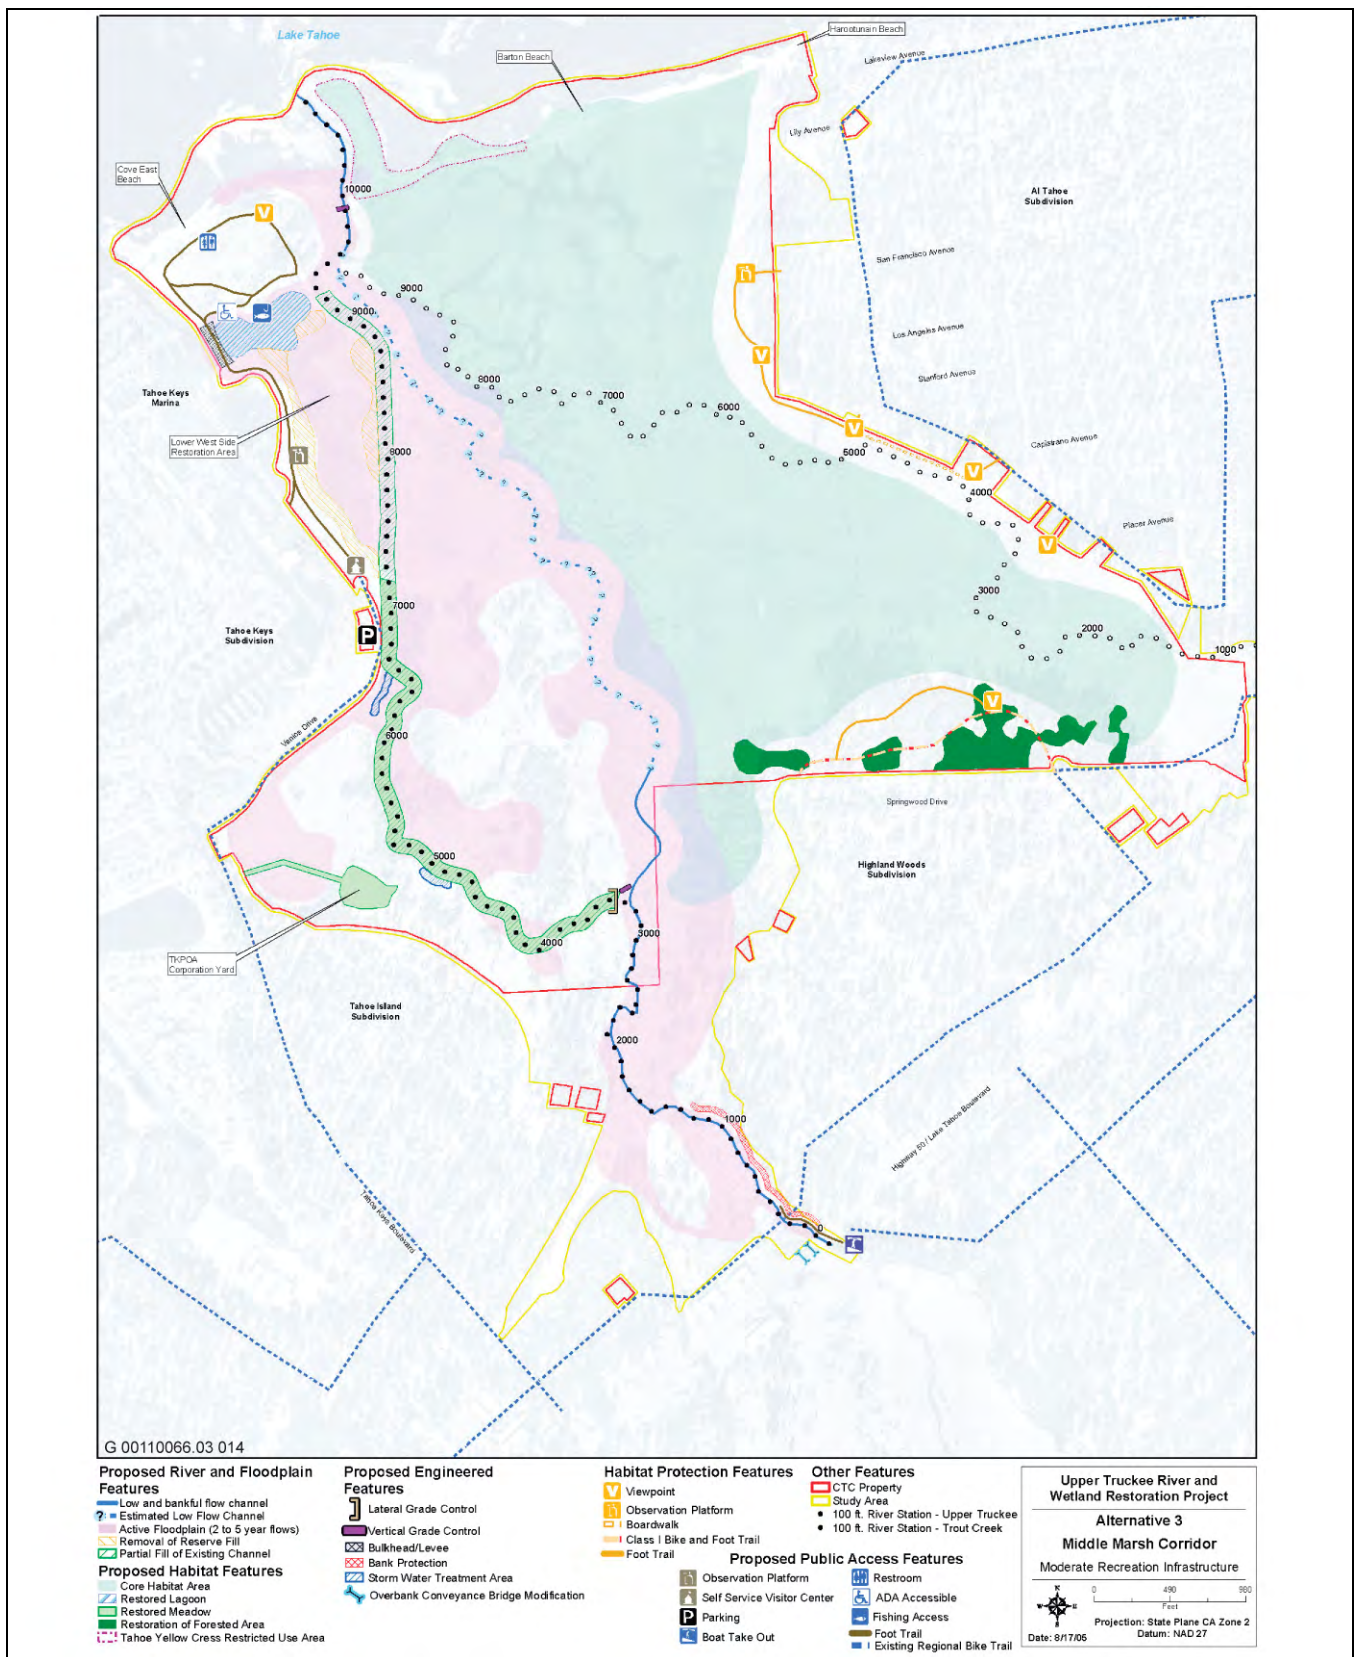 Lake Tahoe
Harootunain Beach
Barton Beach
Lakeview Avenue
Lily Avenue
Cove East
Beach
10000
Al Tahoe
Subdivision
San Francisco Avenue
9000
9000
Los Angeles Avenue
Stanford Avenue
8000
7000
6000
Tahoe Keys
Marina
Lower West Side
Restoration Area
8000
5000
Capistrano Avenue
4000
Placer Avenue
3000
7000
2000
1000
Tahoe Keys
Subdivision
Venice Drive
6000
Springwood Drive
5000
Highland Woods
Subdivision
3000
4000
TKPOA
Corporation Yard
Tahoe Island
Subdivision
2000
1000
Highway 50 / Lake Tahoe Boulevard
Tahoe Keys Boulevard
0
V
V
V
V
V
V
P
G 00110066.03 014
Proposed River and Floodplain
Features
Low and bankful flow channel
Estimated Low Flow Channel
Active Floodplain (2 to 5 year flows)
Removal of Reserve Fill
Partial Fill of Existing Channel
Proposed Habitat Features
Core Habitat Area
Restored Lagoon
Restored Meadow
Restoration of Forested Area
Tahoe Yellow Cress Restricted Use Area
Proposed Engineered
Features
Lateral Grade Control
Vertical Grade Control
Bulkhead/Levee
Bank Protection
Storm Water Treatment Area
Overbank Conveyance Bridge Modification
Habitat Protection Features
V Viewpoint
Observation Platform
Boardwalk
Class I Bike and Foot Trail
Foot Trail
Other Features
CTC Property
Study Area
100 ft. River Station - Upper Truckee
100 ft. River Station - Trout Creek
Proposed Public Access Features
Observation Platform
Self Service Visitor Center
P Parking
Boat Take Out
Restroom
ADA Accessible
Fishing Access
Foot Trail
Existing Regional Bike Trail
Upper Truckee River and
Wetland Restoration Project
Alternative 3
Middle Marsh Corridor
Moderate Recreation Infrastructure
0 490 980
Feet
Projection: State Plane CA Zone 2
Datum: NAD 27
Date: 8/17/05